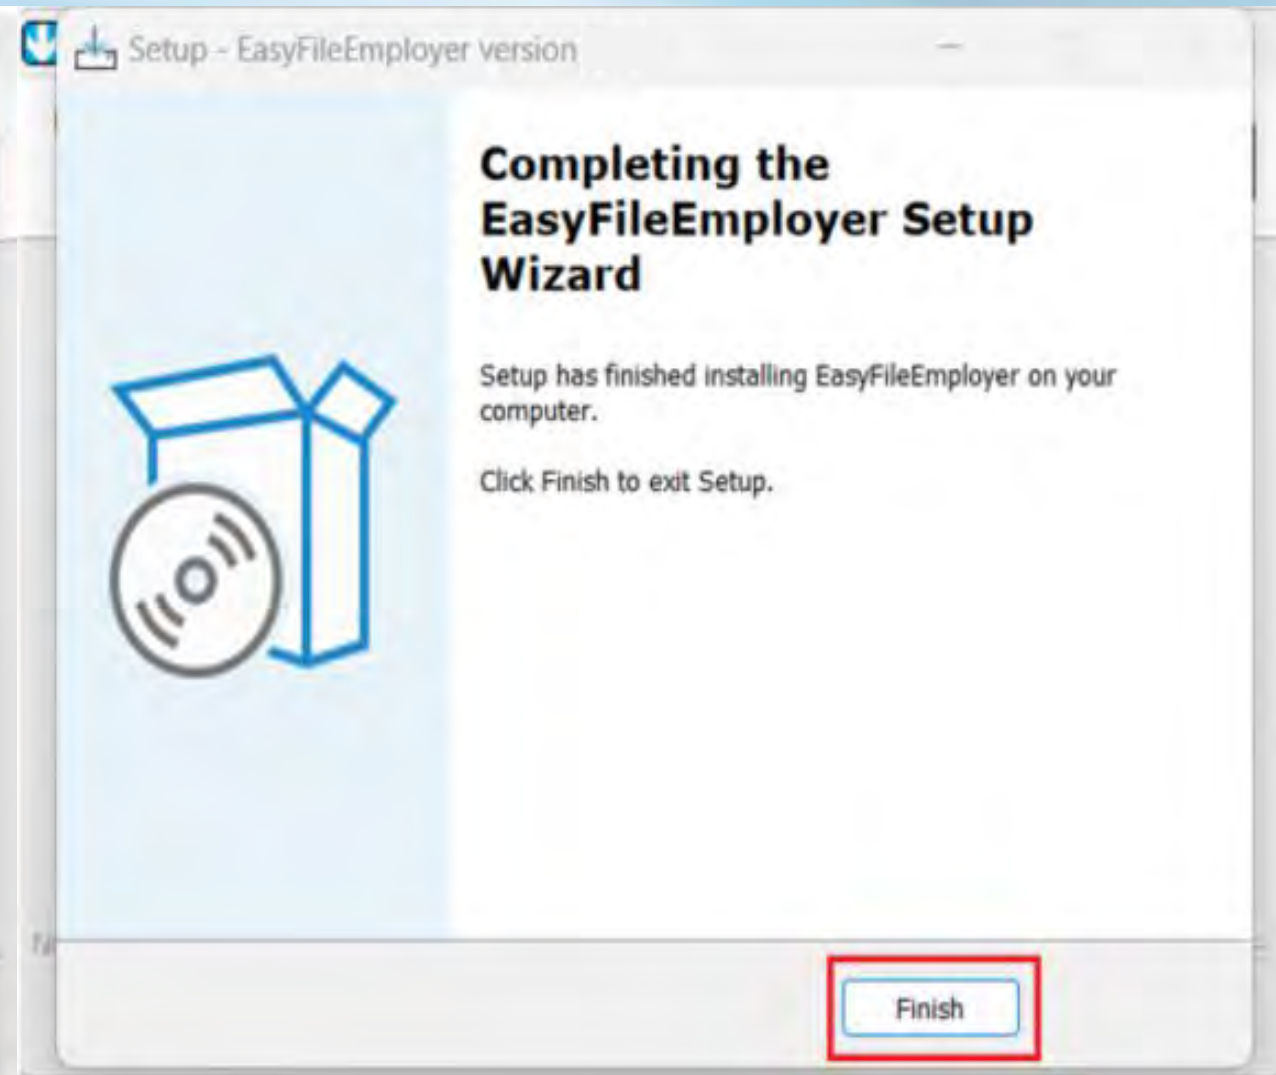 Setup - EasyFileEmployer version
Completing the
EasyFileEmployer Setup
Wizard
Setup has finished installing EasyFileEmployer on your
computer.
Click Finish to exit Setup.
Finish